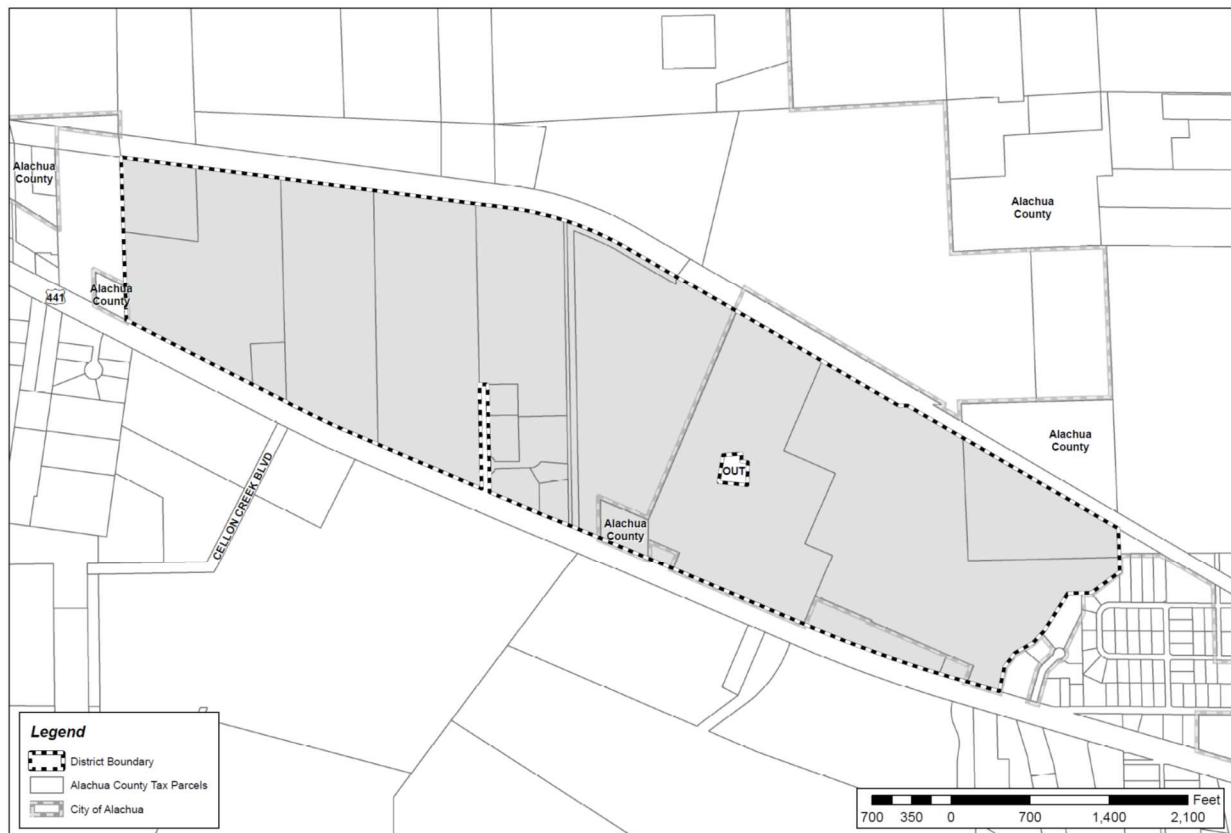 Alachua
County
Alachua
County
Alachua
County
441
Alachua
County
OUT
CELLON CREEK BLVD
Alachua
County
Legend
District Boundary
Alachua County Tax Parcels
City of Alachua
Feet
700 350 0 700 1,400 2,100